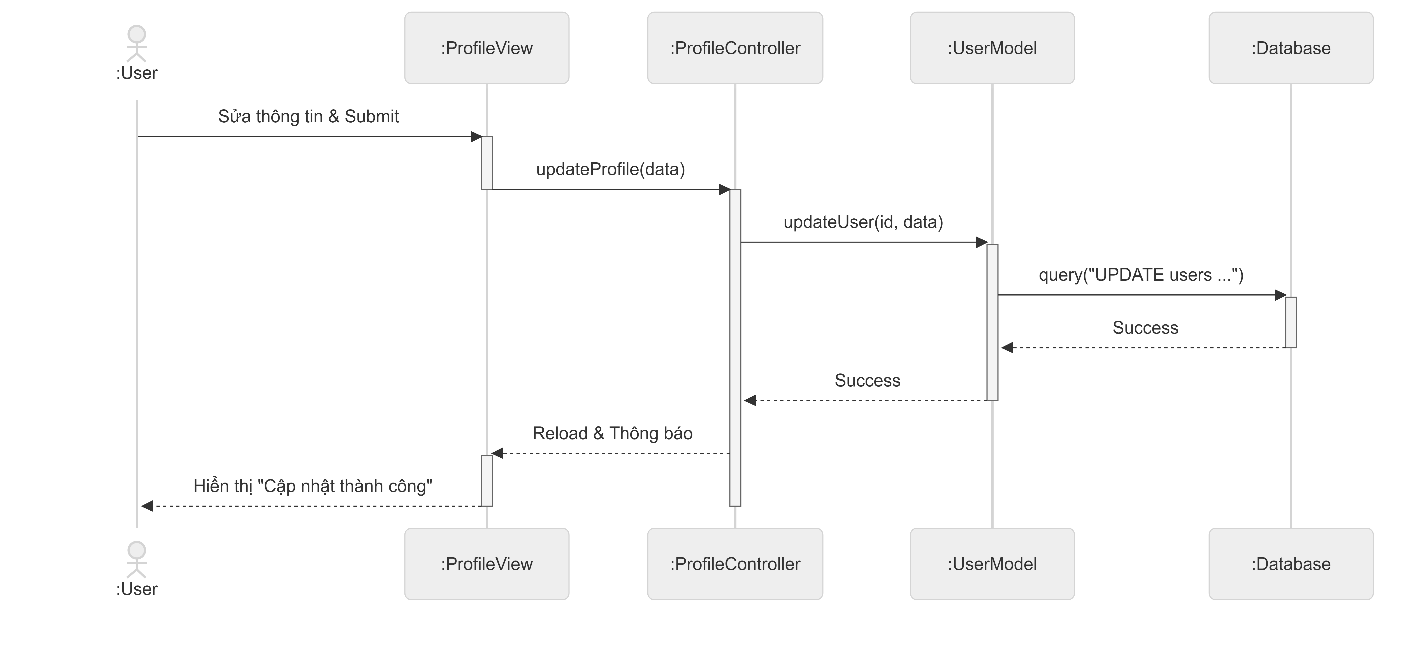 :User
:ProfileView
:ProfileController
:UserModel
:Database
Sửa thông tin & Submit
updateProfile(data)
updateUser(id, data)
query("UPDATE users ...")
Success
Success
Reload & Thông báo
Hiển thị "Cập nhật thành công"
:User
:ProfileView
:ProfileController
:UserModel
:Database